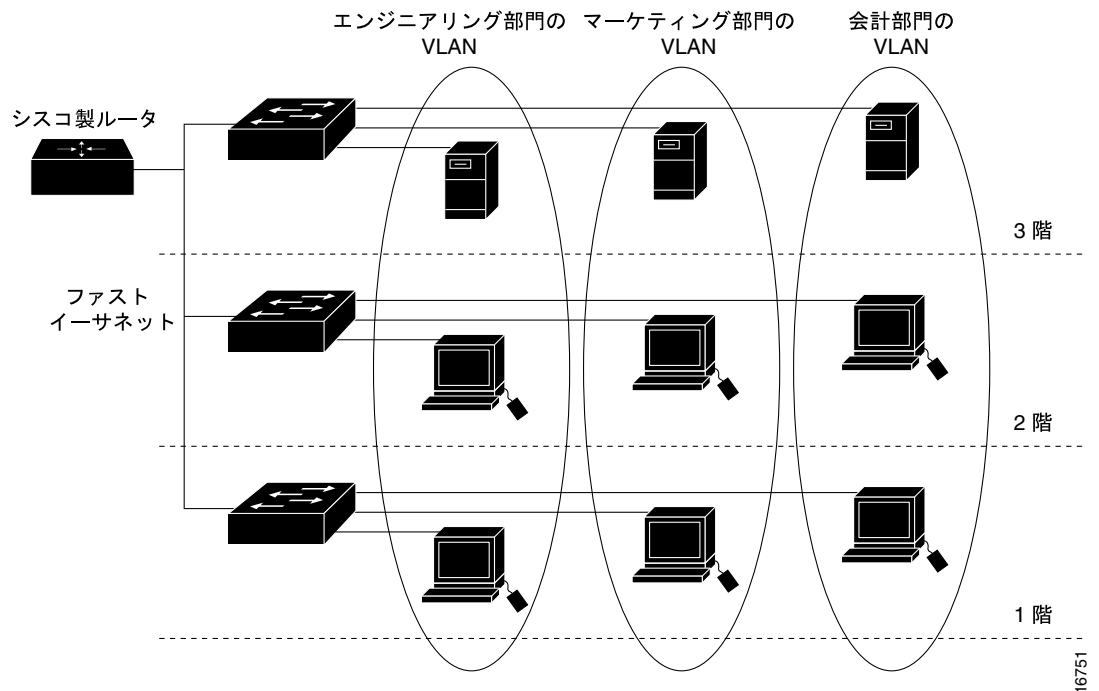 エンジニアリング部門の
VLAN
マーケティング部門の
VLAN
会計部門の
VLAN
シスコ製ルータ
3 階
ファスト
イーサネット
2 階
1 階
16751